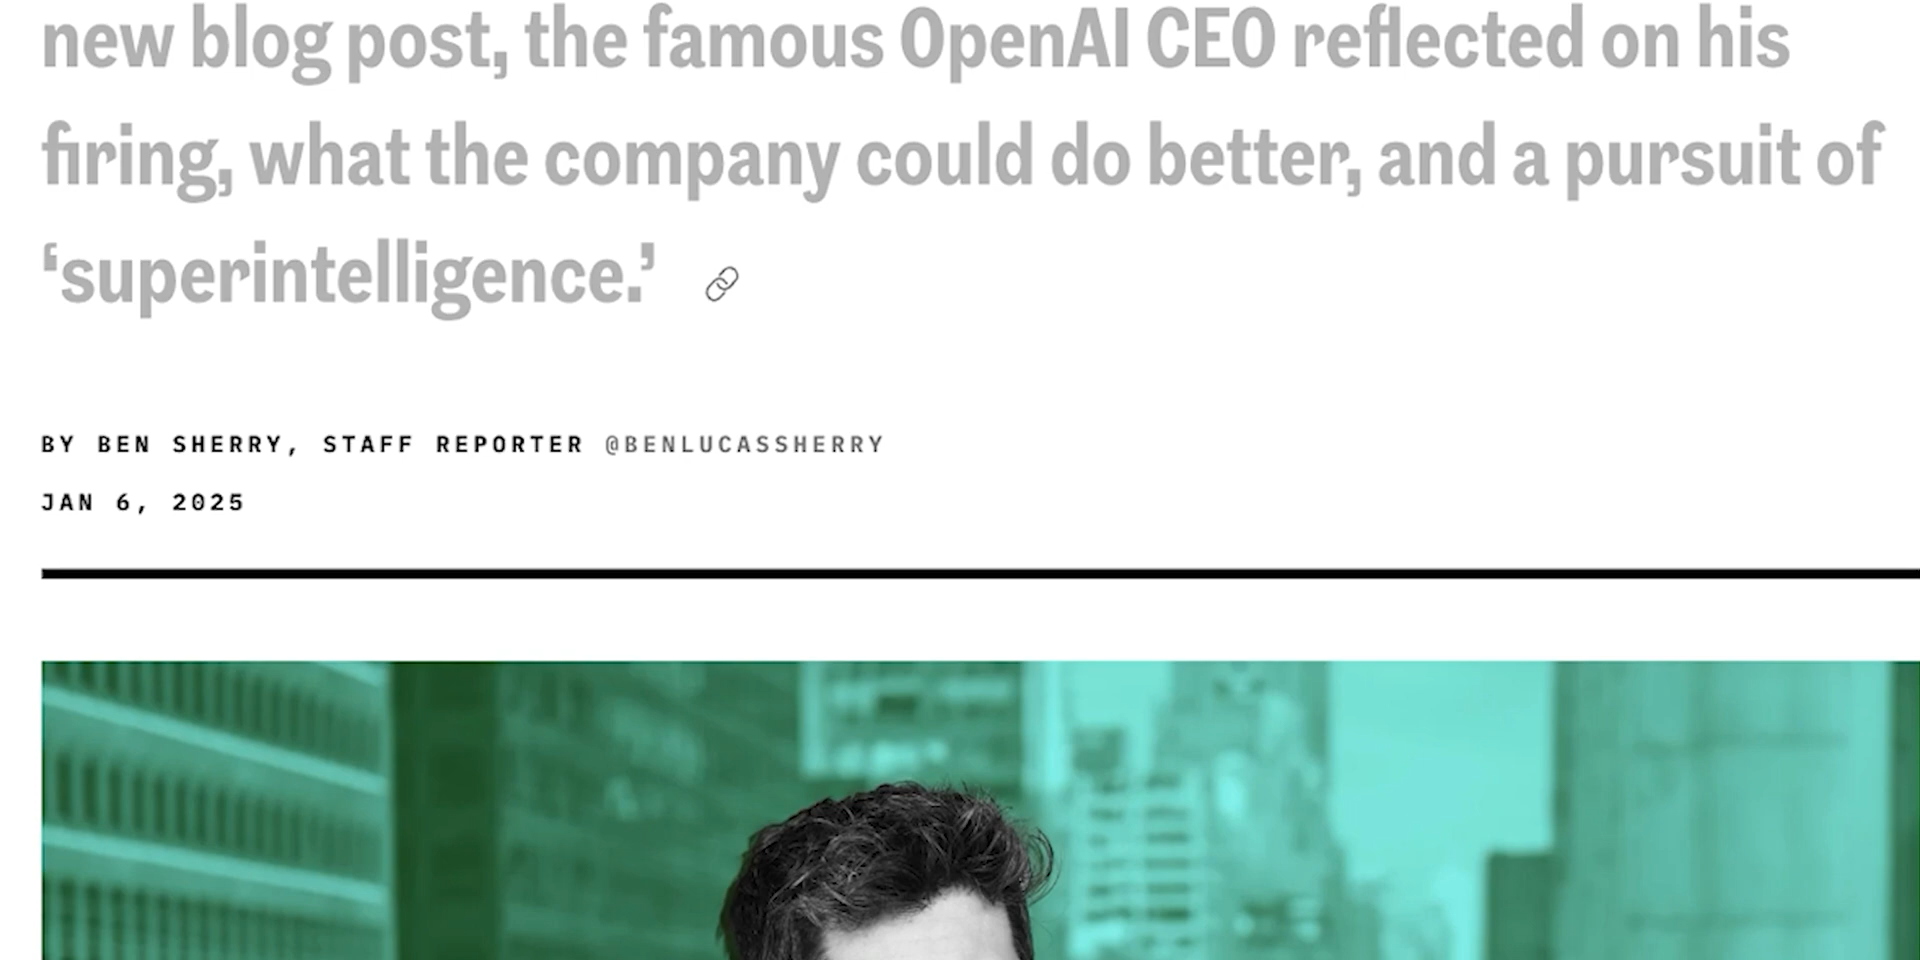 new blog post, the famous OpenAI CEO reflected on his
firing, what the company could do better, and a pursuit of
‘superintelligence.’
BY BEN SHERRY, STAFF REPORTER @BENLUCASSHERRY
JAN 6, 2025